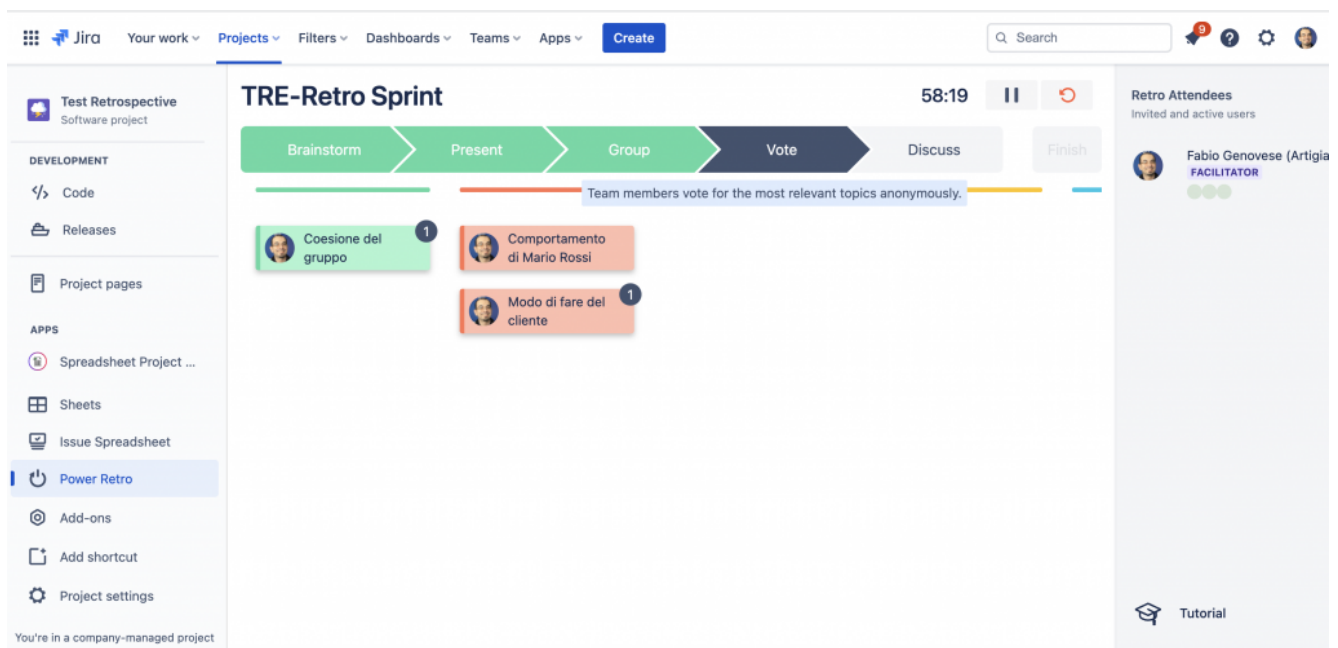 Jira Your work Projects Filters Dashboards Teams Apps Create Search 9
Test Retrospective
Software project
DEVELOPMENT
Code
Releases
Project pages
APPS
Spreadsheet Project ...
Sheets
Issue Spreadsheet
Power Retro
Add-ons
Add shortcut
Project settings
You're in a company-managed project
TRE-Retro Sprint 58:19
Brainstorm Present Group Vote Discuss Finish
Team members vote for the most relevant topics anonymously.
Coesione del
gruppo
1
Comportamento
di Mario Rossi
Modo di fare del
cliente
1
Retro Attendees
Invited and active users
Fabio Genovese (Artigia
FACILITATOR
Tutorial